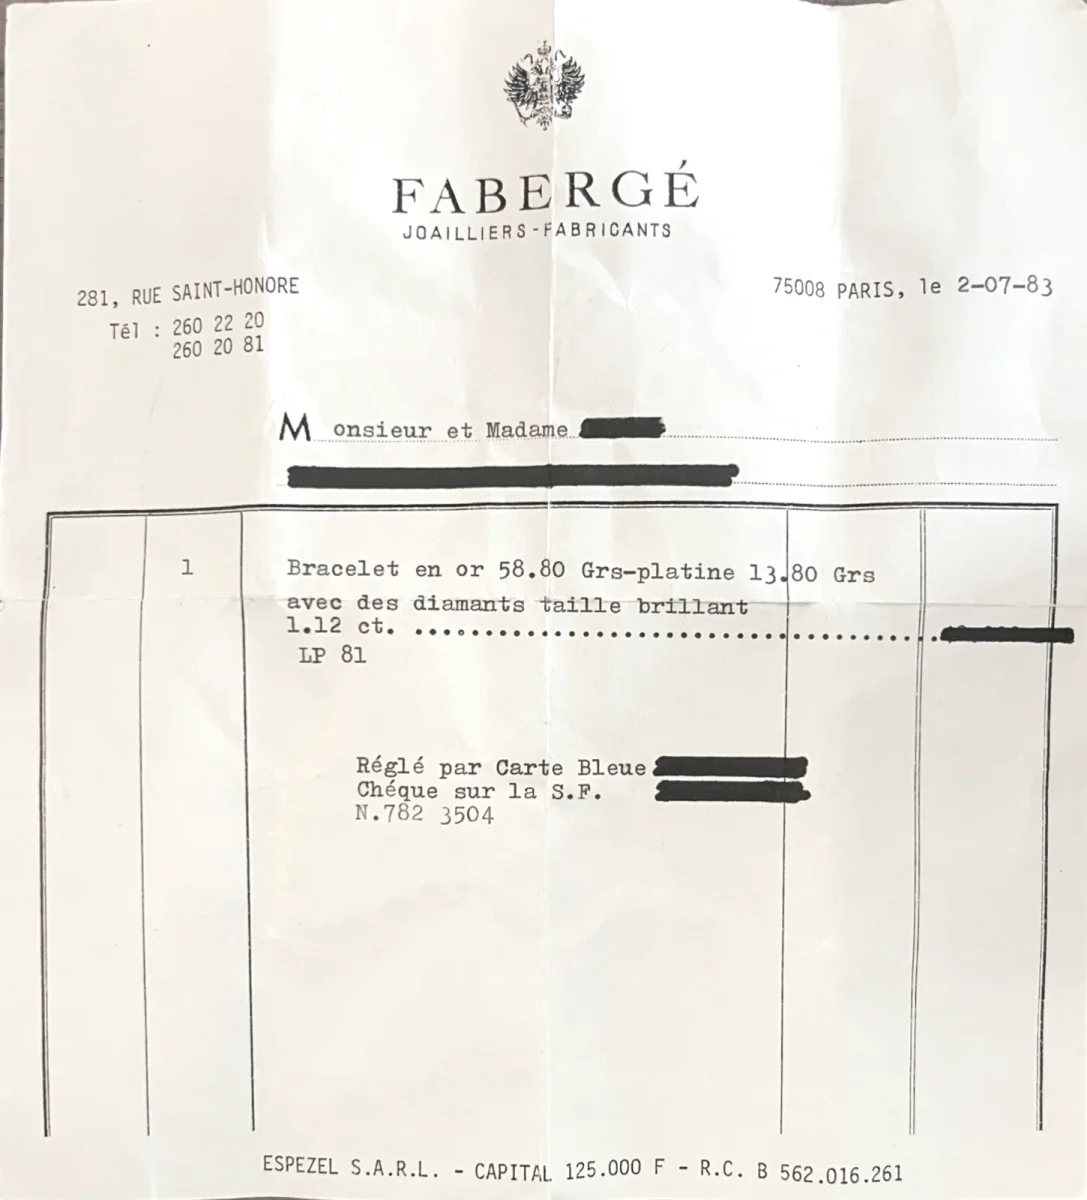 FABERGÉ
JOAILLIERS-FABRICANTS
281, RUE SAINT-HONORE
75008 PARIS, le 2-07-83
Tél : 260 22 20
260 20 81
Monsieur et Madame
1 Bracelet en or 58.80 Grs-platine 13.80 Grs
avec des diamants taille brillant
1.12 ct. ........................................
LP 81
Réglé par Carte Bleue
Chéque sur la S.F.
N.782 3504
ESPEZEL S.A.R.L. - CAPITAL 125.000 F - R.C. B 562.016.261